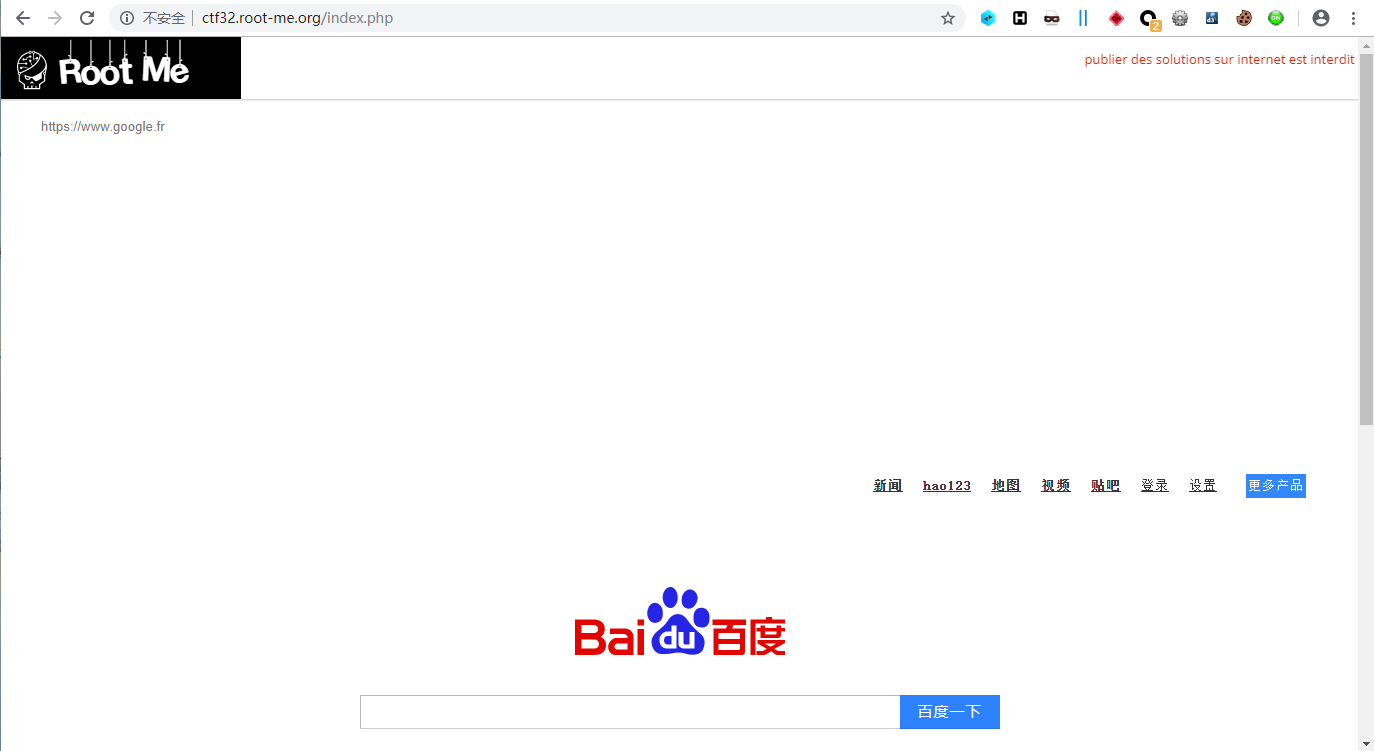 不安全 ctf32.root-me.org/index.php
2
ON
Root Me
publier des solutions sur internet est interdit
https://www.google.fr
新闻 hao123 地图 视频 贴吧 登录 设置 更多产品
Bai du 百度
百度一下